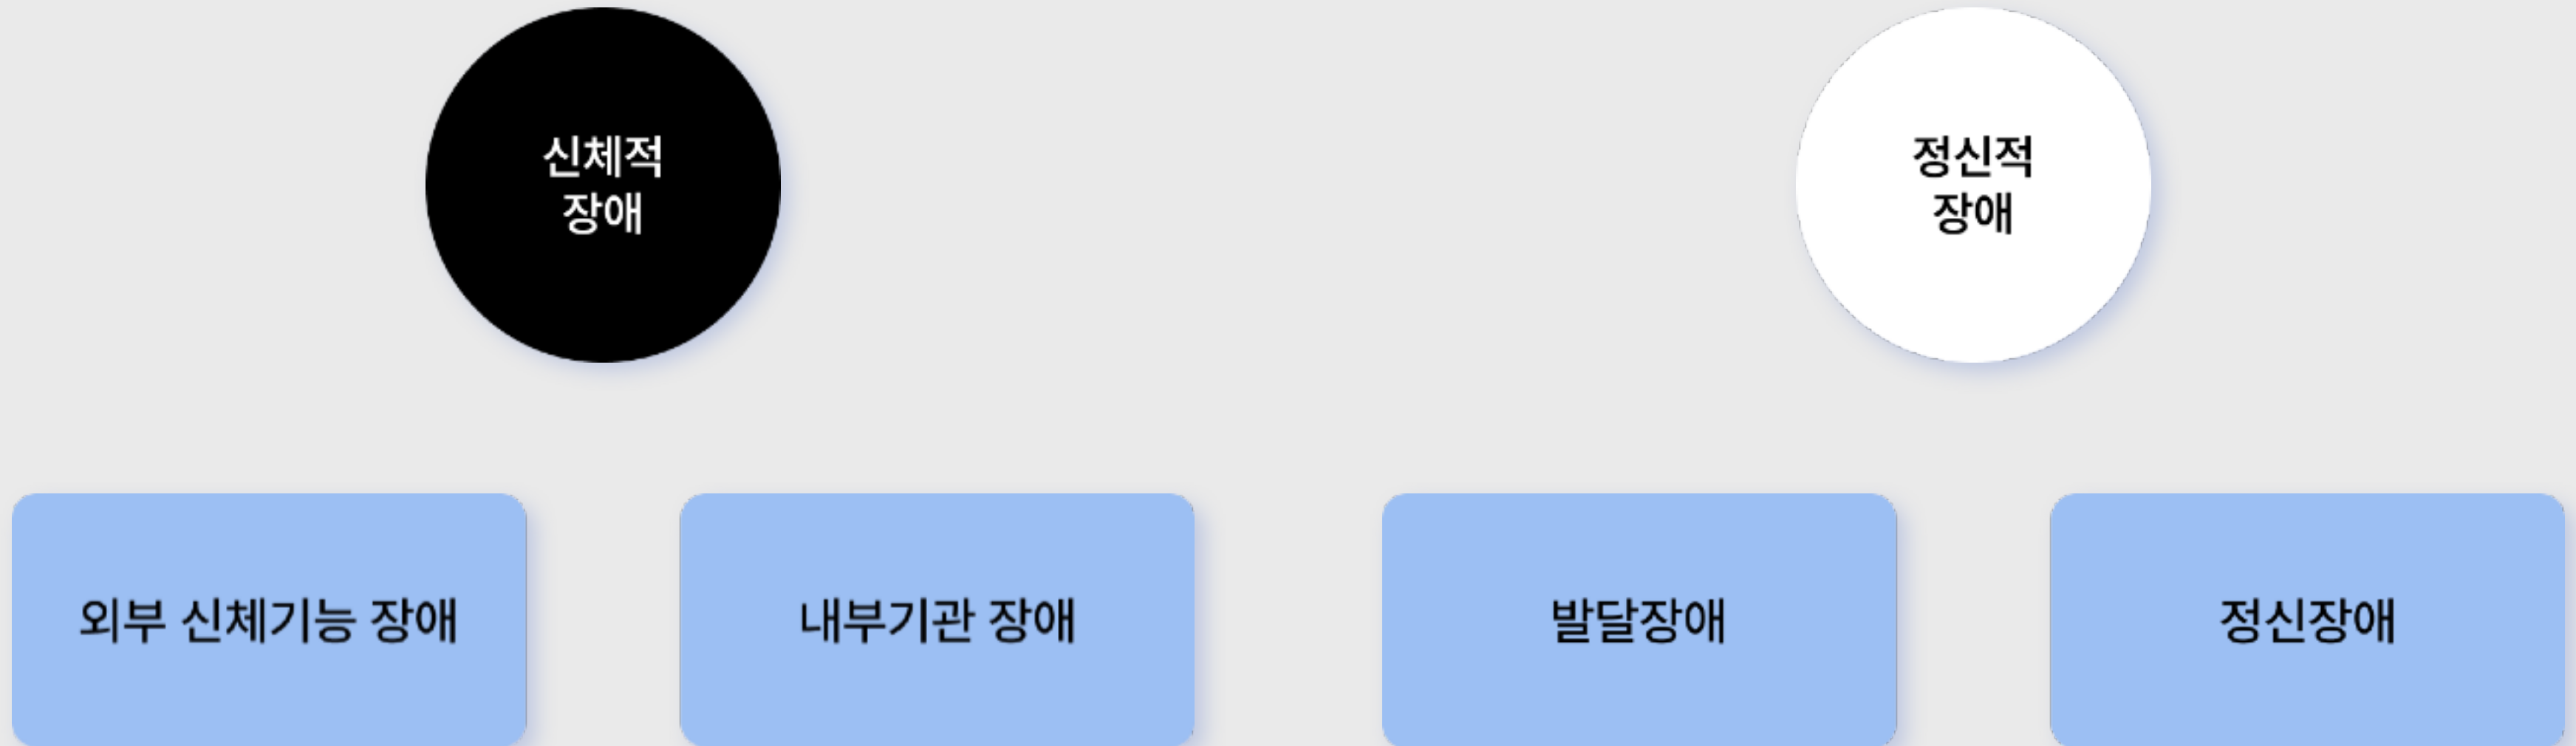 신체적
장애
정신적
장애
외부 신체기능 장애
내부기관 장애
발달장애
정신장애